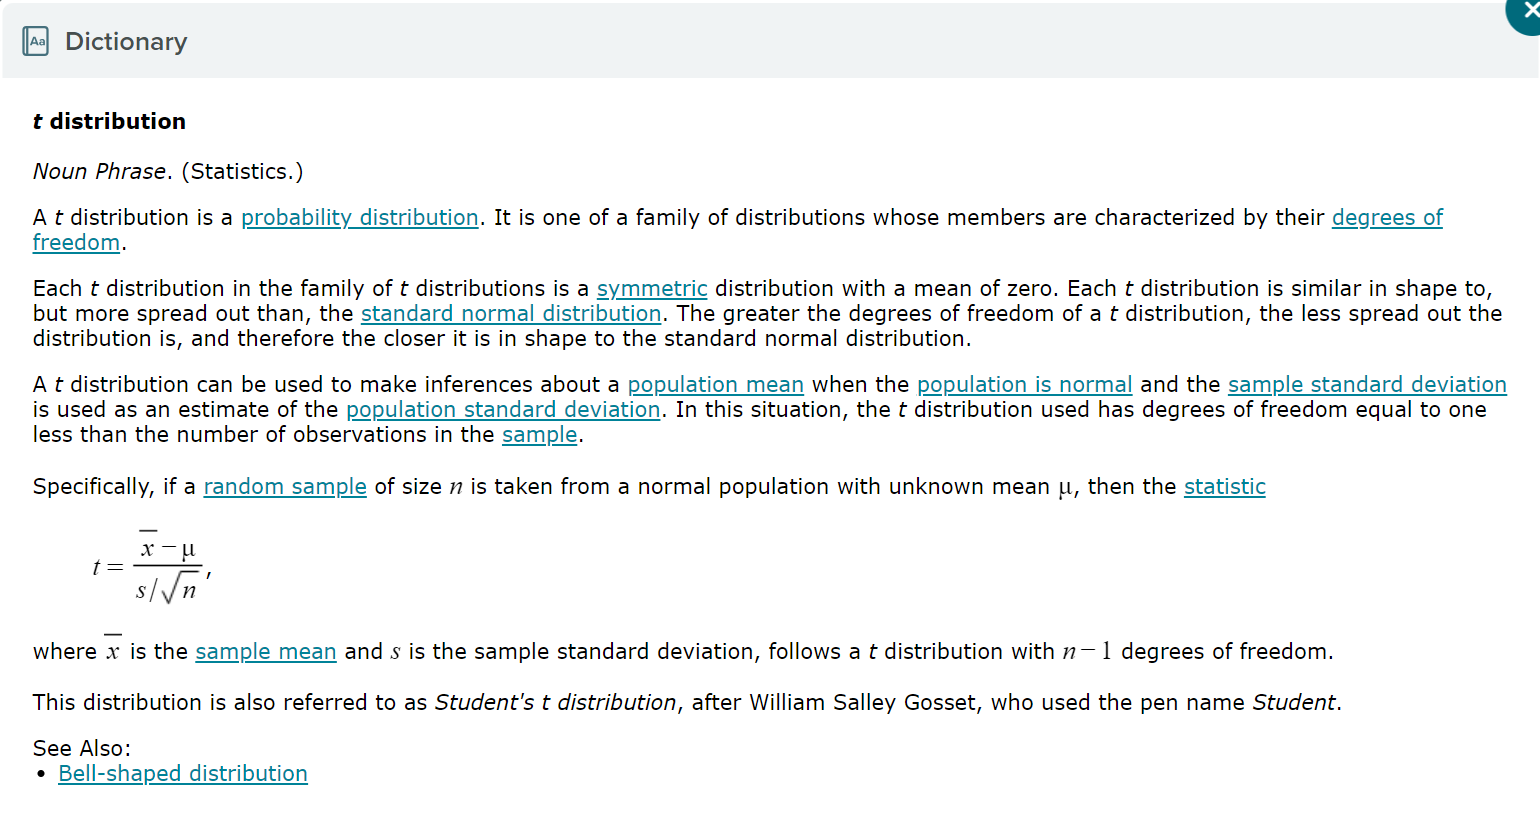 Aa Dictionary
t distribution
Noun Phrase. (Statistics.)
A t distribution is a probability distribution. It is one of a family of distributions whose members are characterized by their degrees of
freedom.
Each t distribution in the family of t distributions is a symmetric distribution with a mean of zero. Each t distribution is similar in shape to,
but more spread out than, the standard normal distribution. The greater the degrees of freedom of a t distribution, the less spread out the
distribution is, and therefore the closer it is in shape to the standard normal distribution.
A t distribution can be used to make inferences about a population mean when the population is normal and the sample standard deviation
is used as an estimate of the population standard deviation. In this situation, the t distribution used has degrees of freedom equal to one
less than the number of observations in the sample.
Specifically, if a random sample of size n is taken from a normal population with unknown mean μ, then the statistic
t = (x̄ − μ) / (s/√n),
where x̄ is the sample mean and s is the sample standard deviation, follows a t distribution with n − 1 degrees of freedom.
This distribution is also referred to as Student's t distribution, after William Salley Gosset, who used the pen name Student.
See Also:
• Bell-shaped distribution